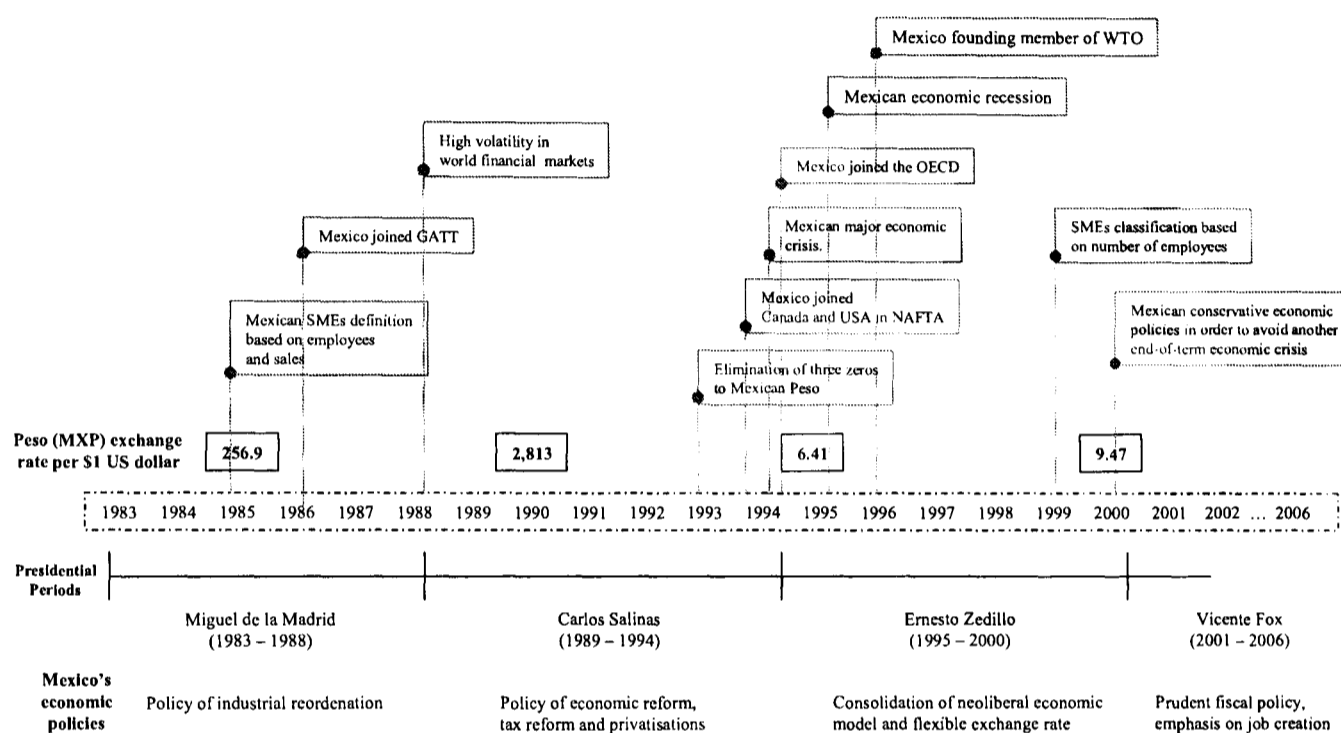 Mexico founding member of WTO
Mexican economic recession
High volatility in
world financial markets
Mexico joined the OECD
Mexico joined GATT
Mexican major economic
crisis.
SMEs classification based
on number of employees
Mexico joined
Canada and USA in NAFTA
Mexican SMEs definition
based on employees
and sales
Mexican conservative economic
policies in order to avoid another
end-of-term economic crisis
Elimination of three zeros
to Mexican Peso
Peso (MXP) exchange
rate per $1 US dollar
256.9
2,813
6.41
9.47
1983 1984 1985 1986 1987 1988 1989 1990 1991 1992 1993 1994 1995 1996 1997 1998 1999 2000 2001 2002 ... 2006
Presidential
Periods
Miguel de la Madrid
(1983 – 1988)
Carlos Salinas
(1989 – 1994)
Ernesto Zedillo
(1995 – 2000)
Vicente Fox
(2001 – 2006)
Mexico's
economic
policies
Policy of industrial reordenation
Policy of economic reform,
tax reform and privatisations
Consolidation of neoliberal economic
model and flexible exchange rate
Prudent fiscal policy,
emphasis on job creation